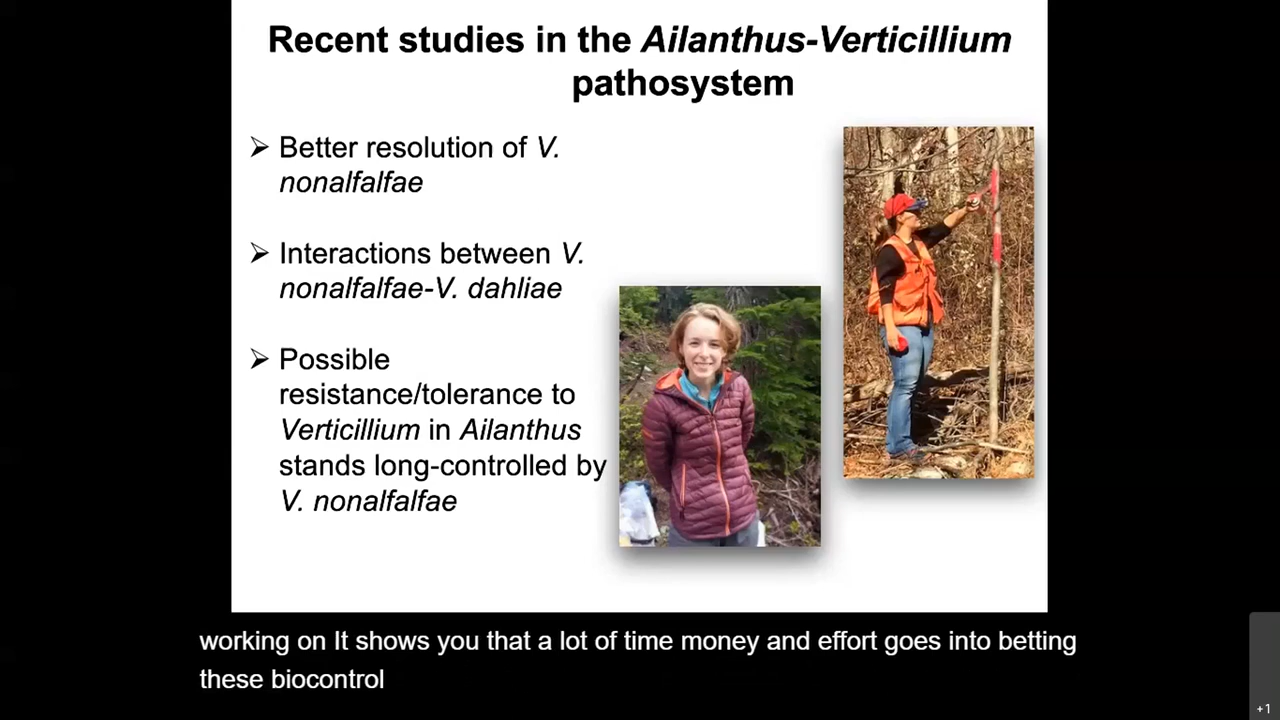 Recent studies in the Ailanthus-Verticillium
pathosystem
➢ Better resolution of V.
nonalfalfae
➢ Interactions between V.
nonalfalfae-V. dahliae
➢ Possible
resistance/tolerance to
Verticillium in Ailanthus
stands long-controlled by
V. nonalfalfae
working on It shows you that a lot of time money and effort goes into betting
these biocontrol
+1